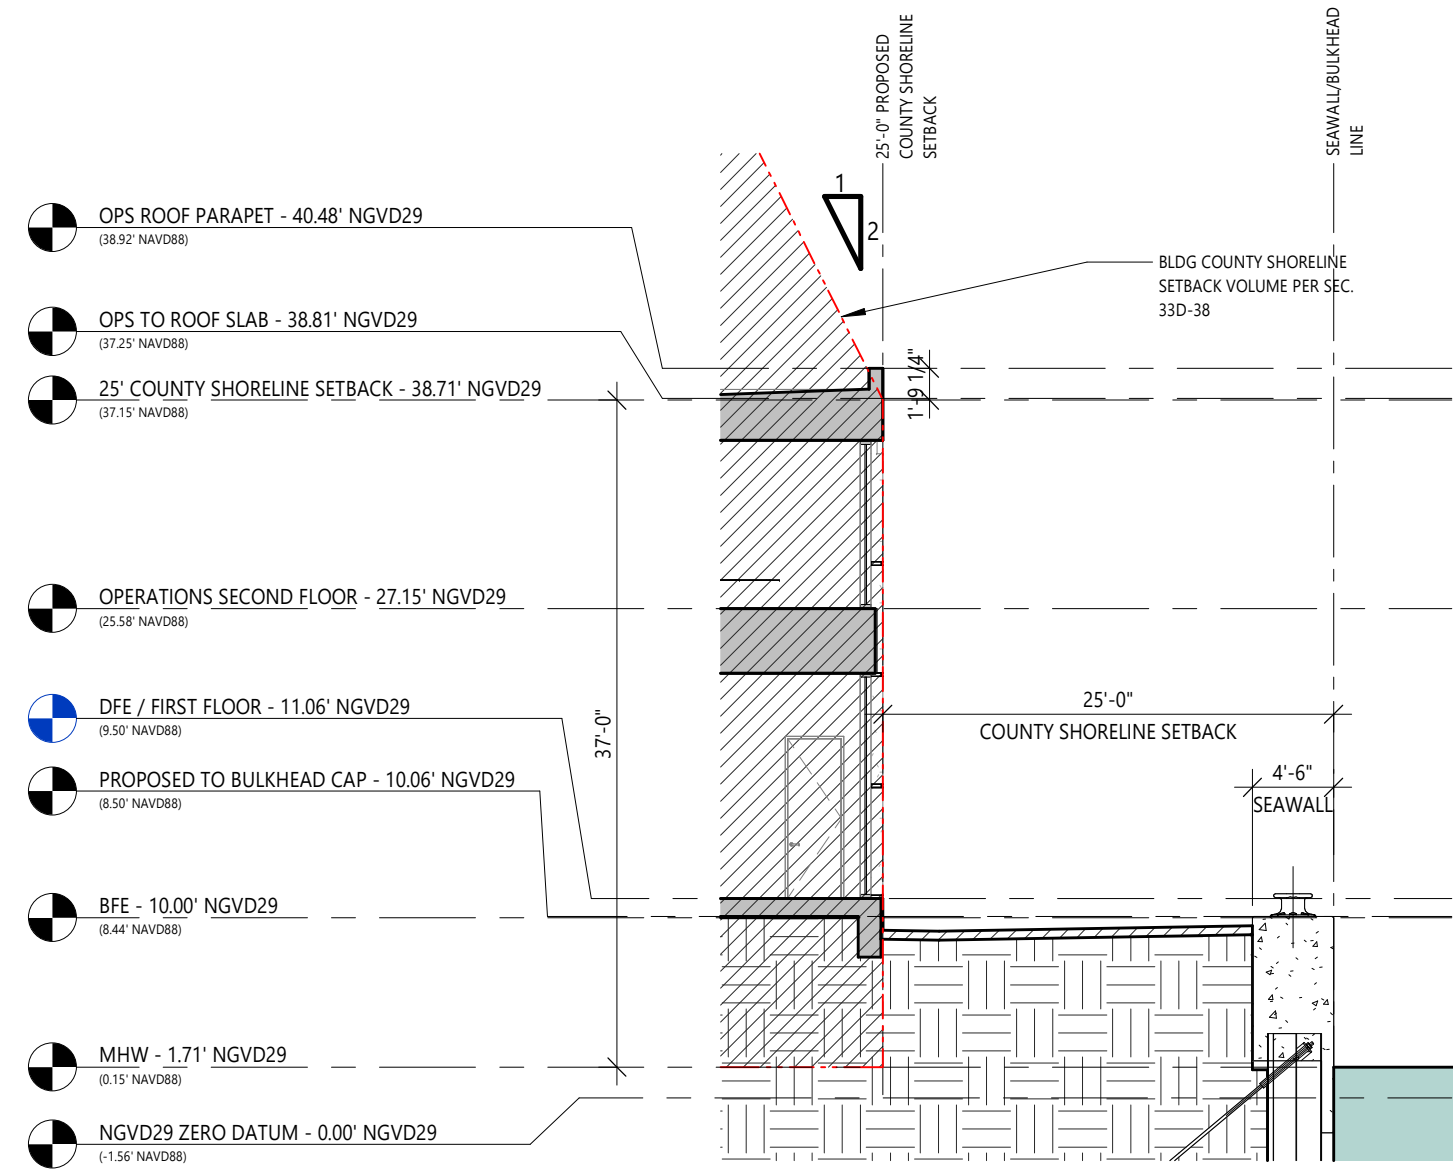 25'-0" PROPOSED
COUNTY SHORELINE
SETBACK
SEAWALL/BULKHEAD
LINE
1
2
OPS ROOF PARAPET - 40.48' NGVD29
(38.92' NAVD88)
BLDG COUNTY SHORELINE
SETBACK VOLUME PER SEC.
33D-38
OPS TO ROOF SLAB - 38.81' NGVD29
(37.25' NAVD88)
1'-9 1/4"
25' COUNTY SHORELINE SETBACK - 38.71' NGVD29
(37.15' NAVD88)
OPERATIONS SECOND FLOOR - 27.15' NGVD29
(25.58' NAVD88)
DFE / FIRST FLOOR - 11.06' NGVD29
(9.50' NAVD88)
37'-0"
25'-0"
COUNTY SHORELINE SETBACK
4'-6"
SEAWALL
PROPOSED TO BULKHEAD CAP - 10.06' NGVD29
(8.50' NAVD88)
BFE - 10.00' NGVD29
(8.44' NAVD88)
MHW - 1.71' NGVD29
(0.15' NAVD88)
NGVD29 ZERO DATUM - 0.00' NGVD29
(-1.56' NAVD88)